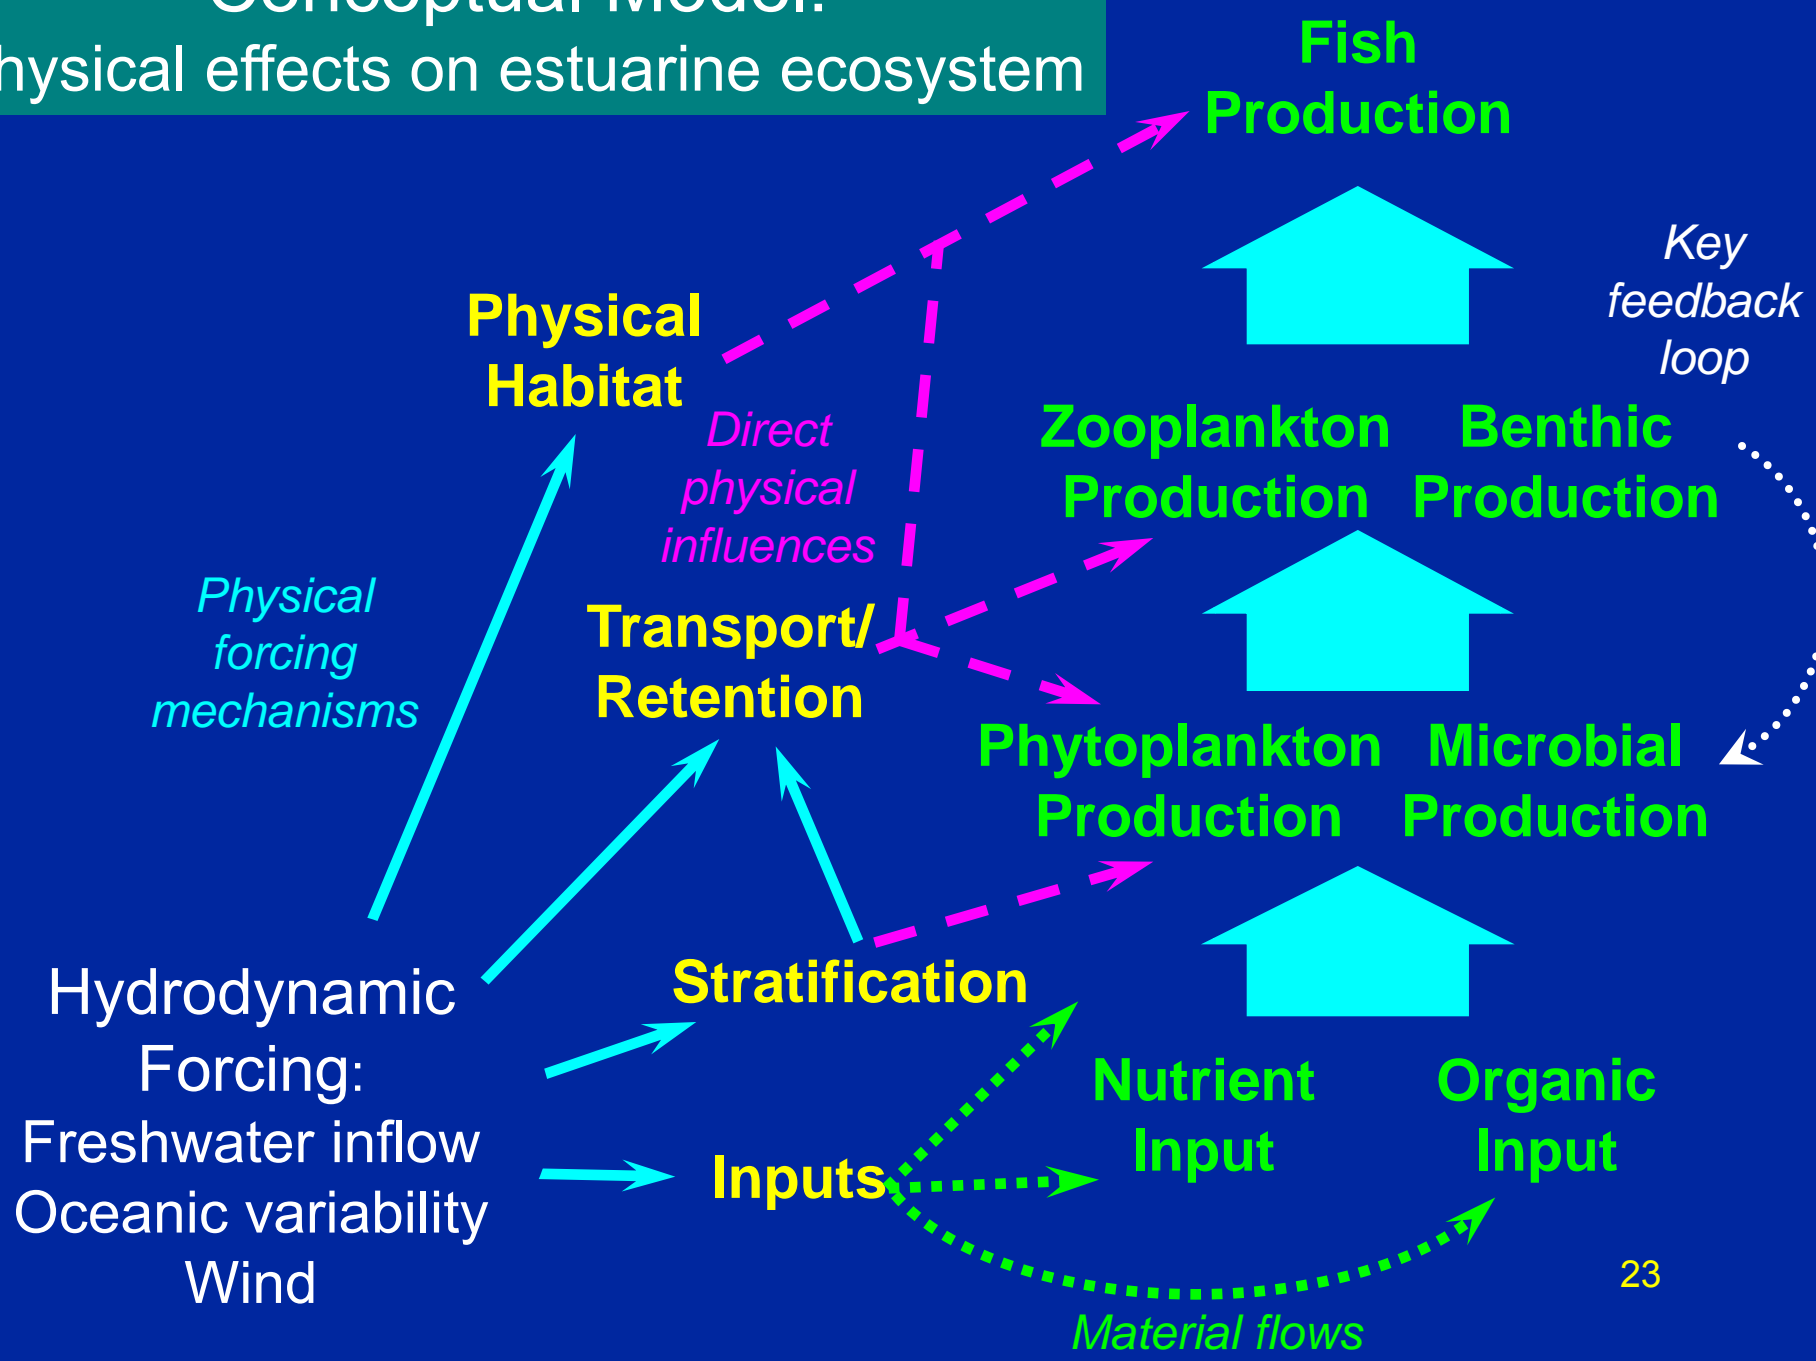 Conceptual Model:
hysical effects on estuarine ecosystem
Fish
Production
Key
feedback
loop
Physical
Habitat
Direct
physical
influences
Zooplankton
Production
Benthic
Production
Physical
forcing
mechanisms
Transport/
Retention
Phytoplankton
Production
Microbial
Production
Stratification
Hydrodynamic
Forcing:
Freshwater inflow
Oceanic variability
Wind
Inputs
Nutrient
Input
Organic
Input
Material flows
23